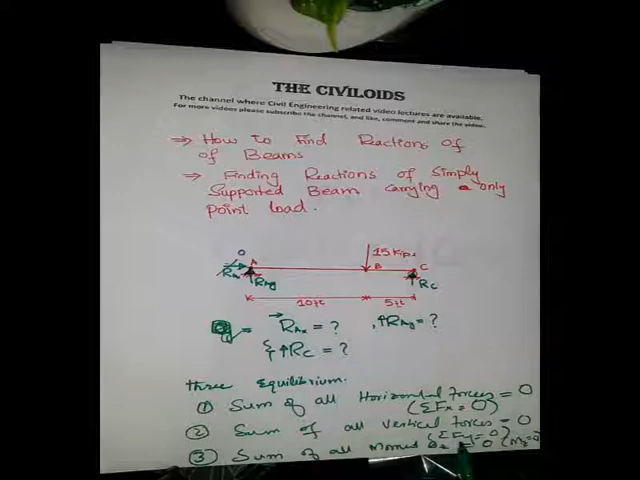 THE CIVILOIDS
The channel where Civil Engineering related video lectures are available.
For more videos please subscribe the channel, and like, comment and share the video.
⇒ How to Find Reactions of
of Beams
⇒ Finding Reactions of Simply
Supported Beam carrying only
point load.
0
15 Kips
A B C
RAx RAy RC
10ft 5ft
RAx = ? ↑RAy = ?
↑RC = ?
three Equilibrium.
① Sum of all Horizontal forces = 0
(ΣFx = 0)
② Sum of all vertical forces = 0
(ΣFy = 0)
③ Sum of all = 0